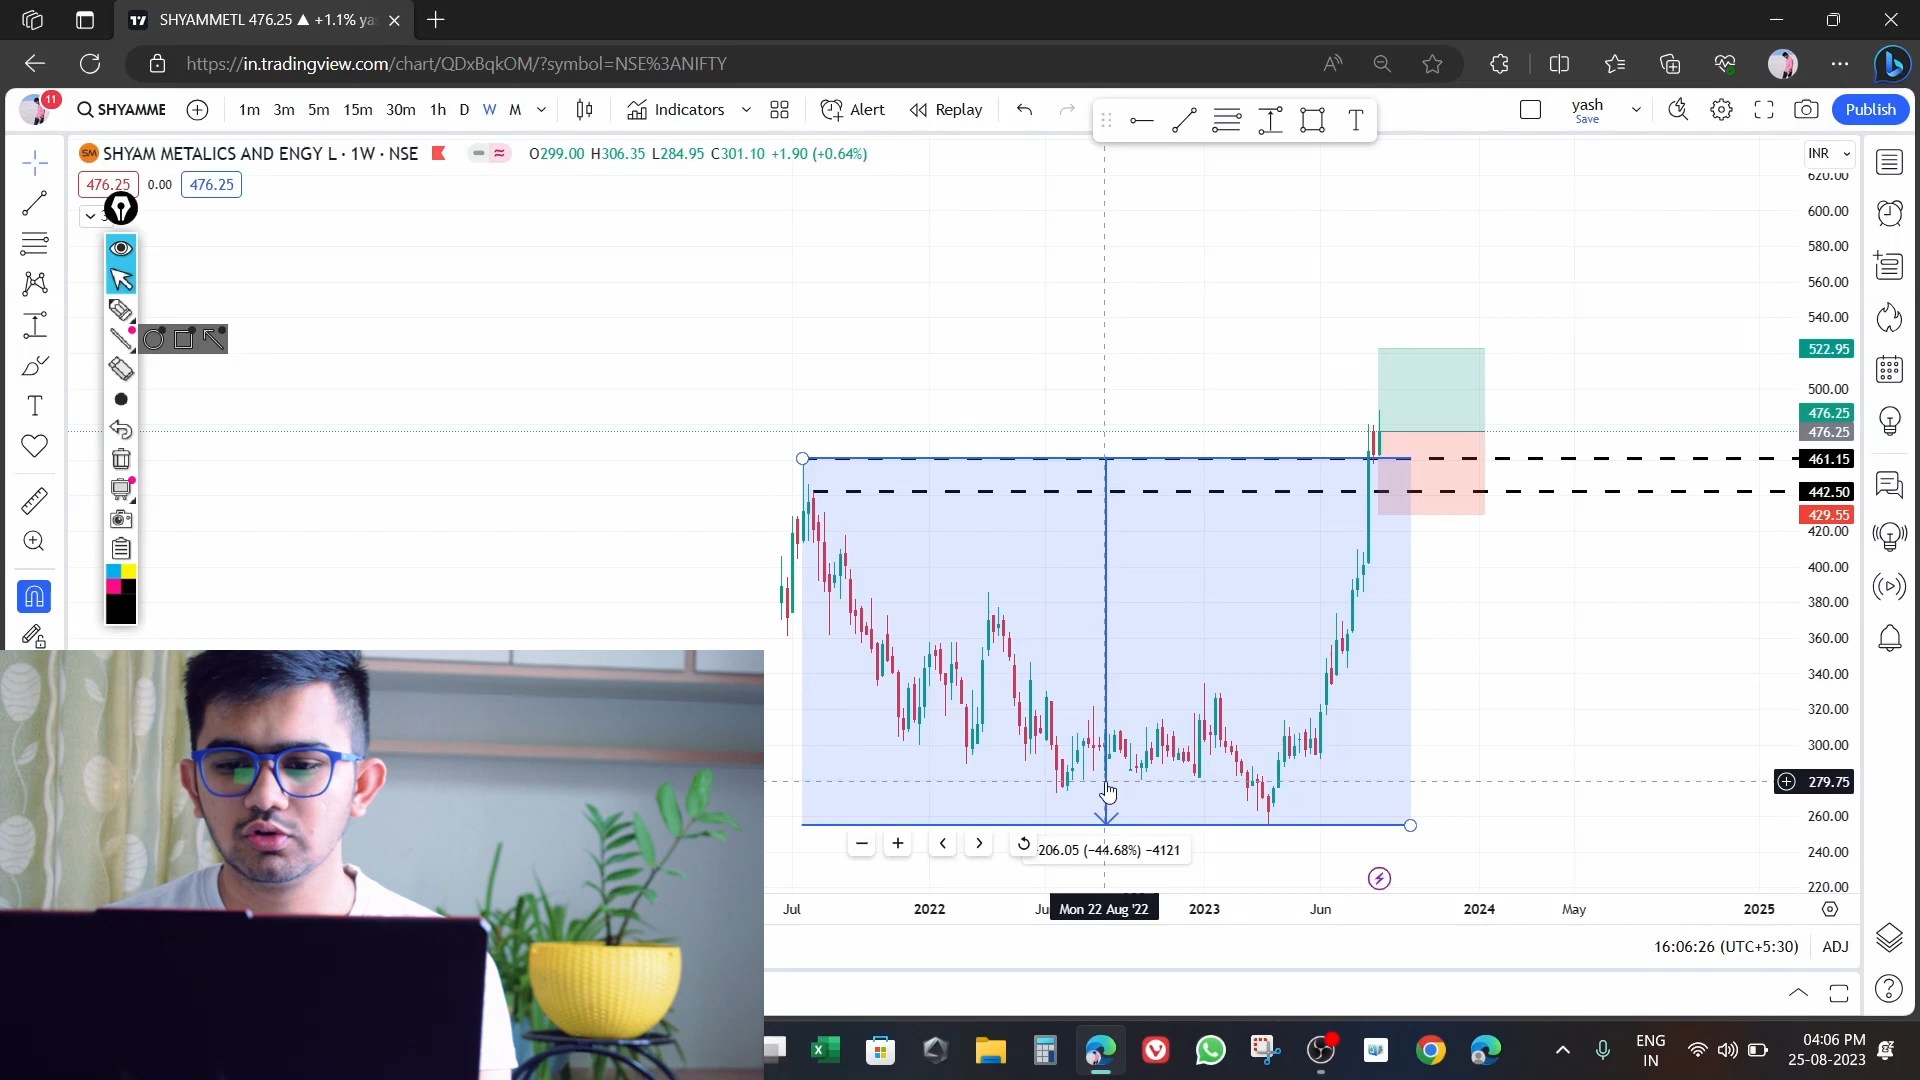 SHYAMMETL 476.25 ▲ +1.1% ya
https://in.tradingview.com/chart/QDxBqkOM/?symbol=NSE%3ANIFTY
11
SHYAMME
1m 3m 5m 15m 30m 1h D W M
Indicators
Alert
Replay
T
yash
Save
Publish
SM SHYAM METALICS AND ENGY L · 1W · NSE
O299.00 H306.35 L284.95 C301.10 +1.90 (+0.64%)
INR
476.25 0.00 476.25
620.00
600.00
580.00
560.00
540.00
522.95
500.00
476.25
476.25
461.15
442.50
429.55
420.00
400.00
380.00
360.00
340.00
320.00
300.00
279.75
260.00
240.00
220.00
206.05 (−44.68%) −4121
Jul 2022 Mon 22 Aug '22 2023 Jun 2024 May 2025
16:06:26 (UTC+5:30) ADJ
ENG
IN
04:06 PM
25-08-2023